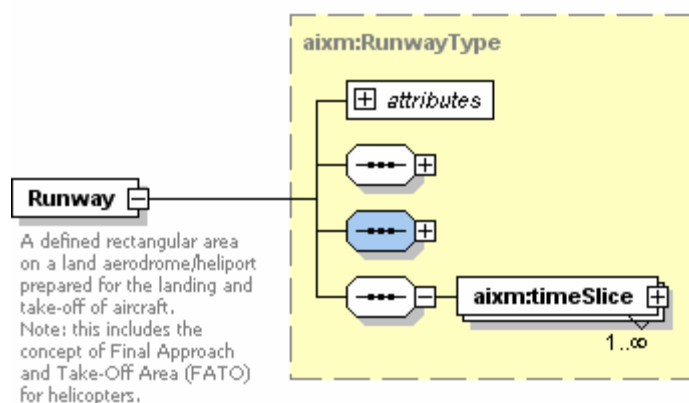 aixm:RunwayType
attributes
Runway
A defined rectangular area
on a land aerodrome/heliport
prepared for the landing and
take-off of aircraft.
Note: this includes the
concept of Final Approach
and Take-Off Area (FATO)
for helicopters.
aixm:timeSlice
1..∞